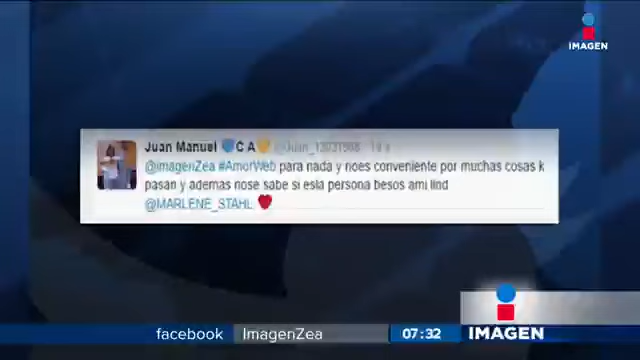 IMAGEN
Juan Manuel 💙C A💛
@imagenZea #AmorWeb para nada y noes conveniente por muchas cosas k
pasan y ademas nose sabe si esla persona besos ami lind
@MARLENE_STAHL ❤
facebook ImagenZea 07:32 IMAGEN